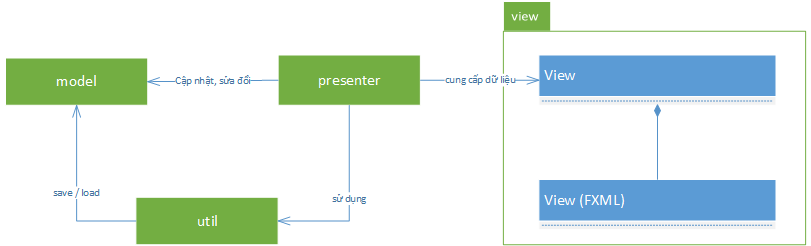 view
model
Cập nhật, sửa đổi
presenter
cung cấp dữ liệu
View
save / load
sử dụng
util
View (FXML)